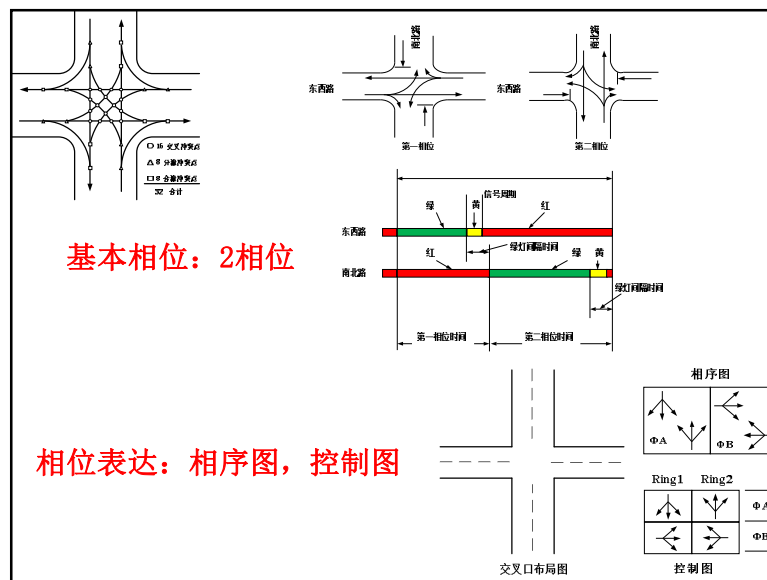 南北路
南北路
东西路
东西路
○ 16 交叉冲突点
△ 8 分流冲突点
□ 8 合流冲突点
32 合计
第一相位
第二相位
信号周期
绿
黄
红
东西路
基本相位：2相位
绿灯间隔时间
红
绿
黄
南北路
绿灯间隔时间
第一相位时间
第二相位时间
相序图
ΦA
ΦB
相位表达：相序图，控制图
Ring1
Ring2
ΦA
交叉口布局图
控制图